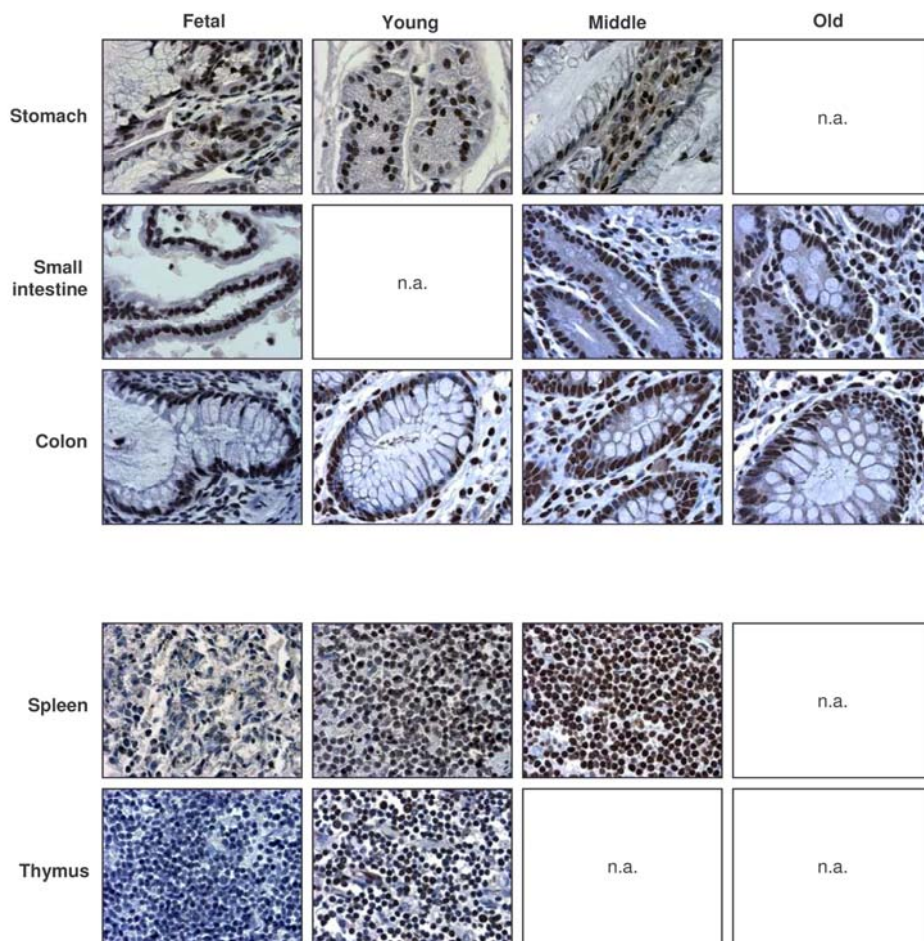 Fetal Young Middle Old
Stomach
n.a.
Small
intestine
n.a.
Colon
Spleen
n.a.
Thymus
n.a. n.a.